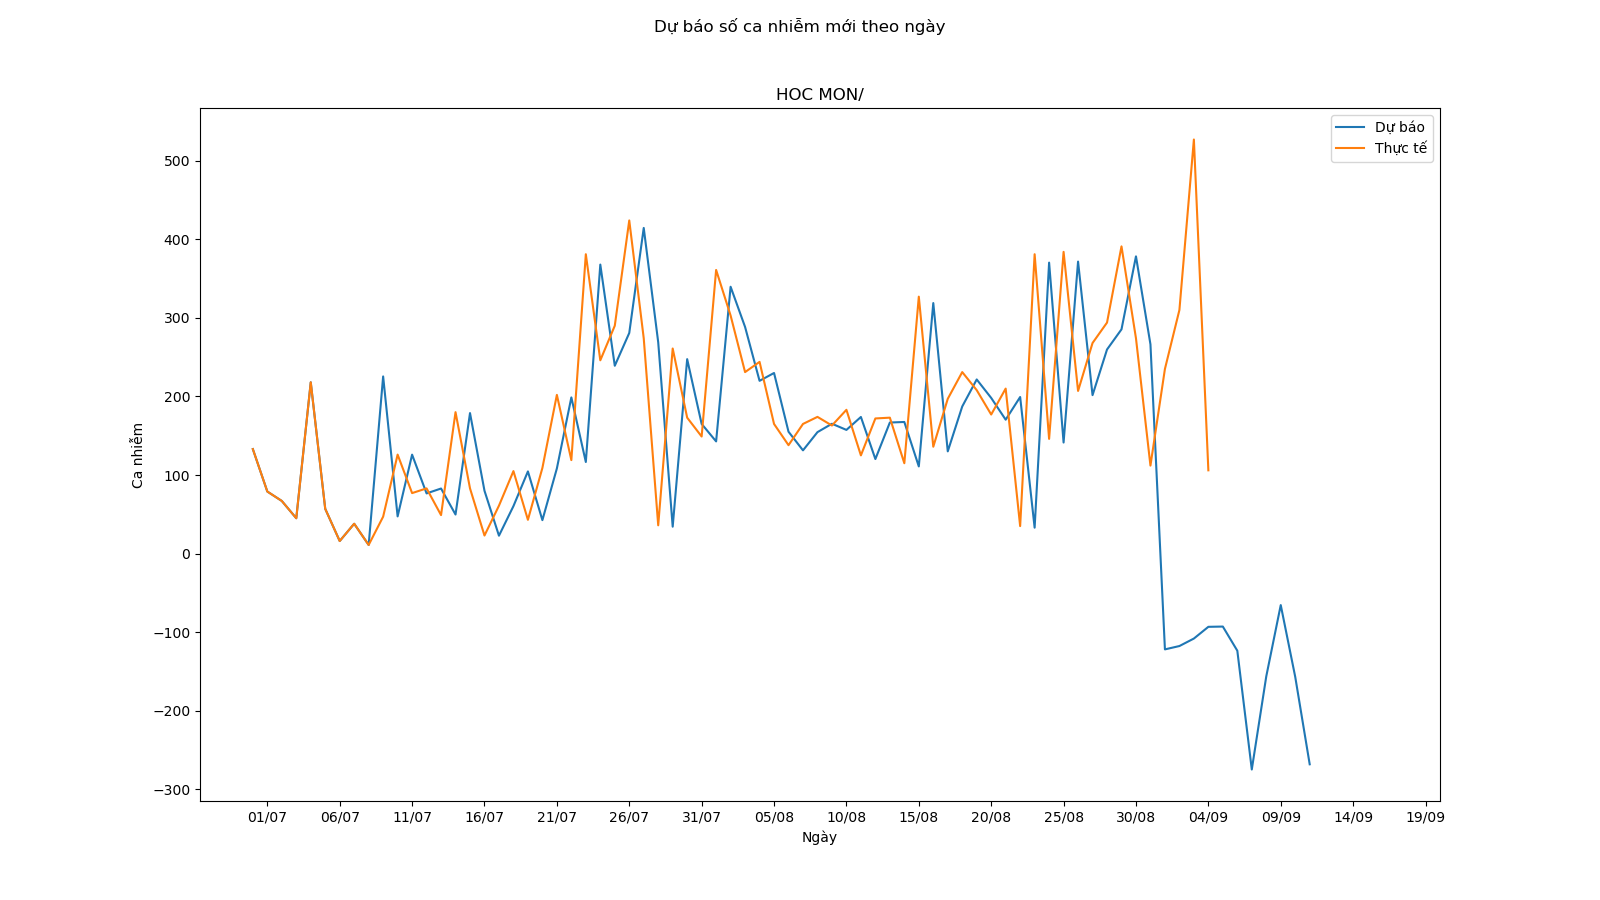 Dự báo số ca nhiễm mới theo ngày
HOC MON/
Dự báo
Thực tế
Ca nhiễm
500
400
300
200
100
0
−100
−200
−300
01/07 06/07 11/07 16/07 21/07 26/07 31/07 05/08 10/08 15/08 20/08 25/08 30/08 04/09 09/09 14/09 19/09
Ngày